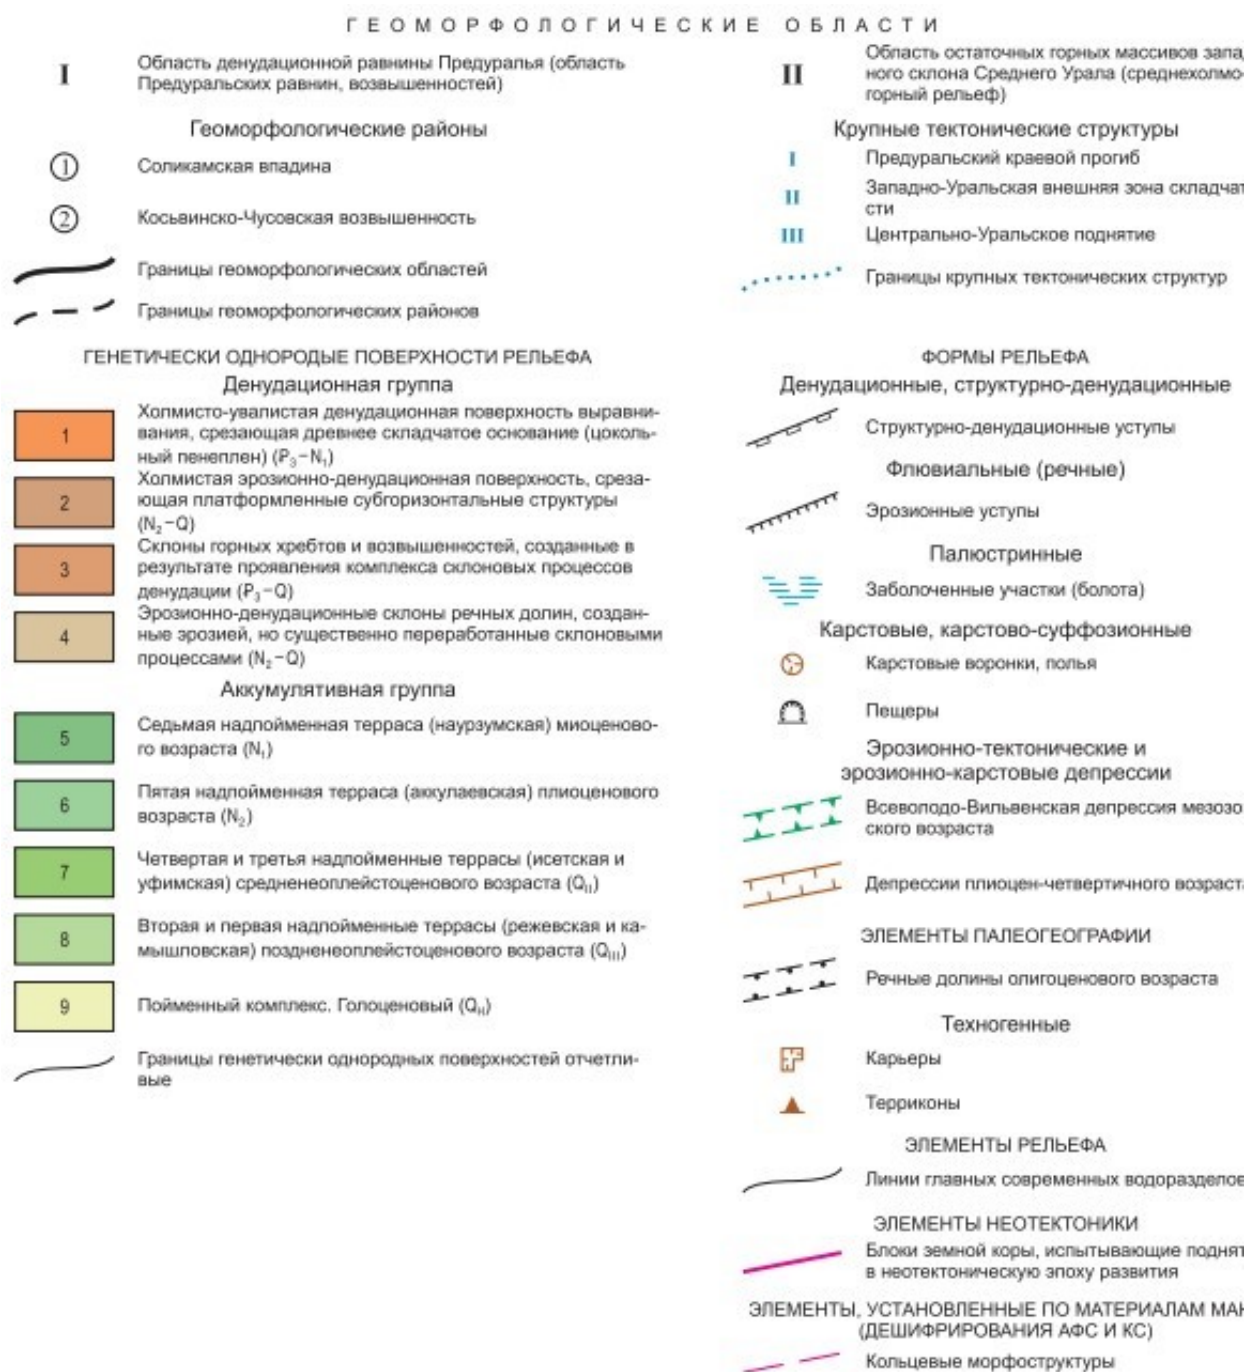 ГЕОМОРФОЛОГИЧЕСКИЕ ОБЛАСТИ
I
Область денудационной равнины Предуралья (область
Предуральских равнин, возвышенностей)
Геоморфологические районы
1
Соликамская впадина
2
Косьвинско-Чусовская возвышенность
Границы геоморфологических областей
Границы геоморфологических районов
ГЕНЕТИЧЕСКИ ОДНОРОДЫЕ ПОВЕРХНОСТИ РЕЛЬЕФА
Денудационная группа
1
Холмисто-увалистая денудационная поверхность выравни-
вания, срезающая древнее складчатое основание (цоколь-
ный пенеплен) (P₃–N₁)
2
Холмистая эрозионно-денудационная поверхность, среза-
ющая платформленные субгоризонтальные структуры
(N₂–Q)
3
Склоны горных хребтов и возвышенностей, созданные в
результате проявления комплекса склоновых процессов
денудации (P₃–Q)
4
Эрозионно-денудационные склоны речных долин, создан-
ные эрозией, но существенно переработанные склоновыми
процессами (N₂–Q)
Аккумулятивная группа
5
Седьмая надпойменная терраса (наурзумская) миоценово-
го возраста (N₁)
6
Пятая надпойменная терраса (аккулаевская) плиоценового
возраста (N₂)
7
Четвертая и третья надпойменные террасы (исетская и
уфимская) средненеоплейстоценового возраста (Q_II)
8
Вторая и первая надпойменные террасы (режевская и ка-
мышловская) поздненеоплейстоценового возраста (Q_III)
9
Пойменный комплекс. Голоценовый (Q_H)
Границы генетически однородных поверхностей отчетли-
вые
II
Область остаточных горных массивов запад
ного склона Среднего Урала (среднехолмо-
горный рельеф)
Крупные тектонические структуры
I
Предуральский краевой прогиб
II
Западно-Уральская внешняя зона складчат
сти
III
Центрально-Уральское поднятие
Границы крупных тектонических структур
ФОРМЫ РЕЛЬЕФА
Денудационные, структурно-денудационные
Структурно-денудационные уступы
Флювиальные (речные)
Эрозионные уступы
Палюстринные
Заболоченные участки (болота)
Карстовые, карстово-суффозионные
Карстовые воронки, полья
Пещеры
Эрозионно-тектонические и
эрозионно-карстовые депрессии
Всеволодо-Вильвенская депрессия мезозо
ского возраста
Депрессии плиоцен-четвертичного возраста
ЭЛЕМЕНТЫ ПАЛЕОГЕОГРАФИИ
Речные долины олигоценового возраста
Техногенные
Карьеры
Терриконы
ЭЛЕМЕНТЫ РЕЛЬЕФА
Линии главных современных водоразделов
ЭЛЕМЕНТЫ НЕОТЕКТОНИКИ
Блоки земной коры, испытывающие поднят
в неотектоническую эпоху развития
ЭЛЕМЕНТЫ, УСТАНОВЛЕННЫЕ ПО МАТЕРИАЛАМ МАК
(ДЕШИФРИРОВАНИЯ АФС И КС)
Кольцевые морфоструктуры